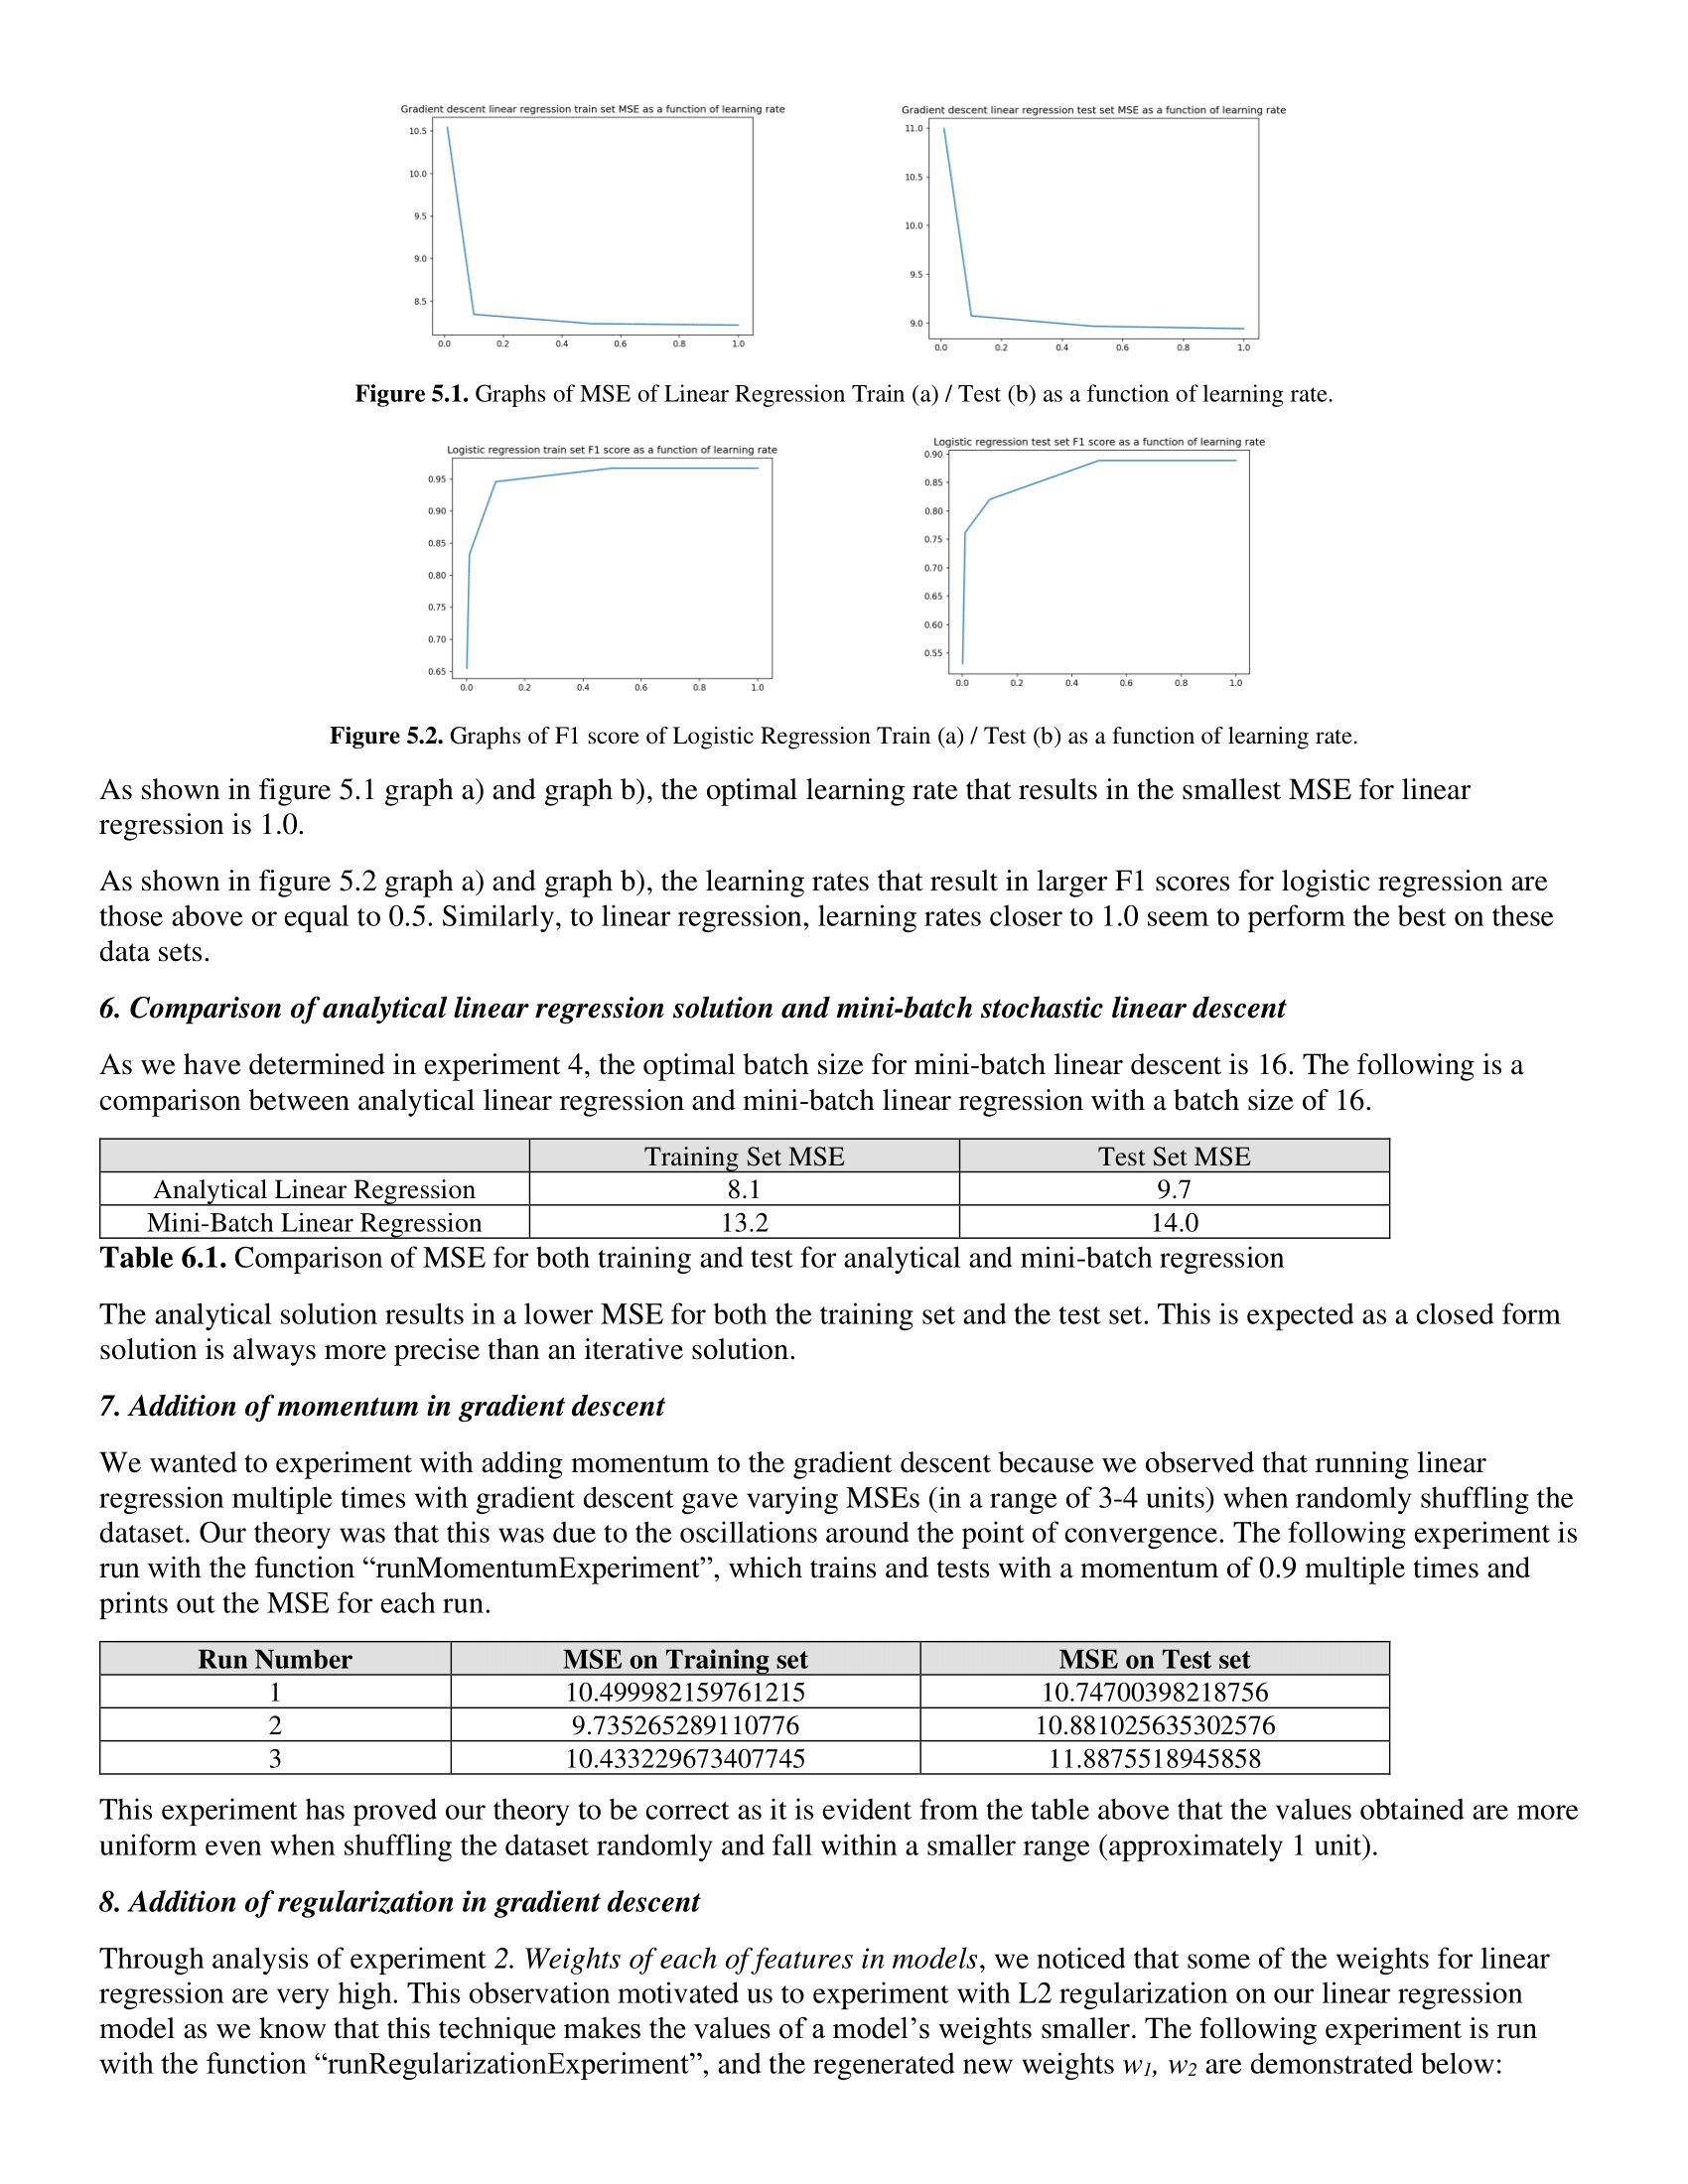 Gradient descent linear regression train set MSE as a function of learning rate
10.5
10.0
9.5
9.0
8.5
0.0 0.2 0.4 0.6 0.8 1.0
Gradient descent linear regression test set MSE as a function of learning rate
11.0
10.5
10.0
9.5
9.0
0.0 0.2 0.4 0.6 0.8 1.0
Figure 5.1. Graphs of MSE of Linear Regression Train (a) / Test (b) as a function of learning rate.
Logistic regression train set F1 score as a function of learning rate
0.95
0.90
0.85
0.80
0.75
0.70
0.65
0.0 0.2 0.4 0.6 0.8 1.0
Logistic regression test set F1 score as a function of learning rate
0.90
0.85
0.80
0.75
0.70
0.65
0.60
0.55
0.0 0.2 0.4 0.6 0.8 1.0
Figure 5.2. Graphs of F1 score of Logistic Regression Train (a) / Test (b) as a function of learning rate.
As shown in figure 5.1 graph a) and graph b), the optimal learning rate that results in the smallest MSE for linear
regression is 1.0.
As shown in figure 5.2 graph a) and graph b), the learning rates that result in larger F1 scores for logistic regression are
those above or equal to 0.5. Similarly, to linear regression, learning rates closer to 1.0 seem to perform the best on these
data sets.
6. Comparison of analytical linear regression solution and mini-batch stochastic linear descent
As we have determined in experiment 4, the optimal batch size for mini-batch linear descent is 16. The following is a
comparison between analytical linear regression and mini-batch linear regression with a batch size of 16.
Training Set MSE Test Set MSE
Analytical Linear Regression 8.1 9.7
Mini-Batch Linear Regression 13.2 14.0
Table 6.1. Comparison of MSE for both training and test for analytical and mini-batch regression
The analytical solution results in a lower MSE for both the training set and the test set. This is expected as a closed form
solution is always more precise than an iterative solution.
7. Addition of momentum in gradient descent
We wanted to experiment with adding momentum to the gradient descent because we observed that running linear
regression multiple times with gradient descent gave varying MSEs (in a range of 3-4 units) when randomly shuffling the
dataset. Our theory was that this was due to the oscillations around the point of convergence. The following experiment is
run with the function “runMomentumExperiment”, which trains and tests with a momentum of 0.9 multiple times and
prints out the MSE for each run.
Run Number MSE on Training set MSE on Test set
1 10.499982159761215 10.74700398218756
2 9.735265289110776 10.881025635302576
3 10.433229673407745 11.8875518945858
This experiment has proved our theory to be correct as it is evident from the table above that the values obtained are more
uniform even when shuffling the dataset randomly and fall within a smaller range (approximately 1 unit).
8. Addition of regularization in gradient descent
Through analysis of experiment 2. Weights of each of features in models, we noticed that some of the weights for linear
regression are very high. This observation motivated us to experiment with L2 regularization on our linear regression
model as we know that this technique makes the values of a model’s weights smaller. The following experiment is run
with the function “runRegularizationExperiment”, and the regenerated new weights w1, w2 are demonstrated below: